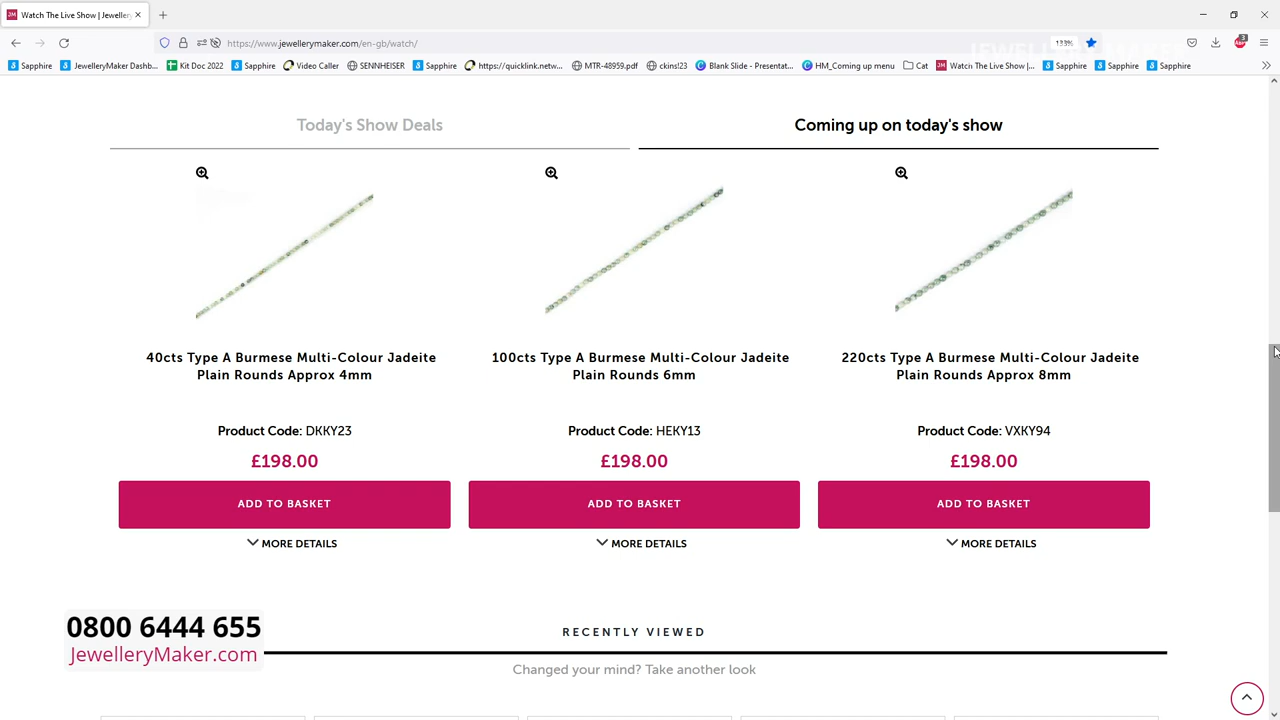 JM Watch The Live Show | Jeweller
https://www.jewellerymaker.com/en-gb/watch/
133%
3
JEWELLERYMAKER
Sapphire
JewelleryMaker Dashb...
Kit Doc 2022
Sapphire
Video Caller
SENNHEISER
Sapphire
https://quicklink.netw...
MTR-48959.pdf
ckins!23
Blank Slide - Presentat...
HM_Coming up menu
Cat
JM Watch The Live Show |...
Sapphire
Sapphire
Sapphire
Today's Show Deals
Coming up on today's show
40cts Type A Burmese Multi-Colour Jadeite
Plain Rounds Approx 4mm
Product Code: DKKY23
£198.00
ADD TO BASKET
MORE DETAILS
100cts Type A Burmese Multi-Colour Jadeite
Plain Rounds 6mm
Product Code: HEKY13
£198.00
ADD TO BASKET
MORE DETAILS
220cts Type A Burmese Multi-Colour Jadeite
Plain Rounds Approx 8mm
Product Code: VXKY94
£198.00
ADD TO BASKET
MORE DETAILS
0800 6444 655
JewelleryMaker.com
RECENTLY VIEWED
Changed your mind? Take another look